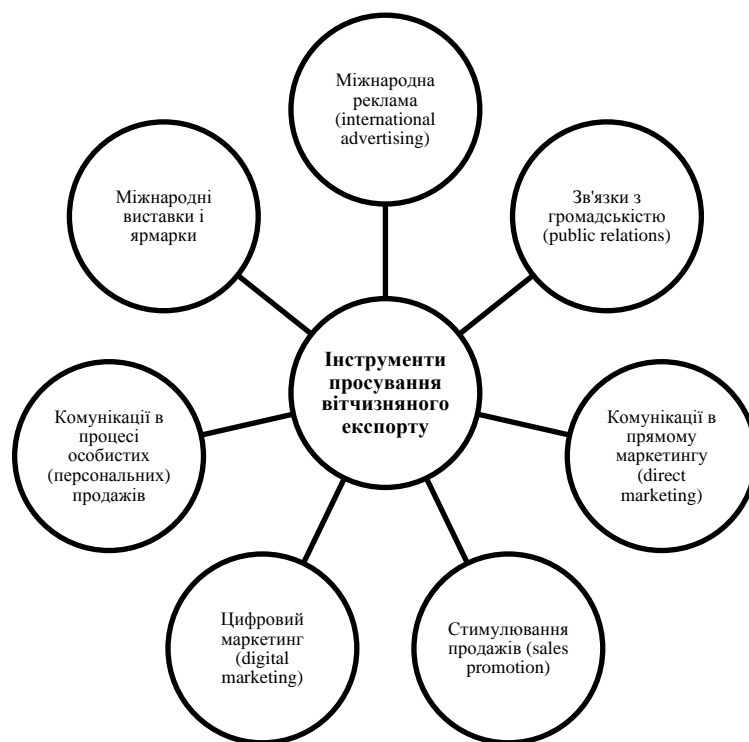 Міжнародна
реклама
(international
advertising)
Зв'язки з
громадськістю
(public relations)
Комунікації в
прямому
маркетингу
(direct
marketing)
Стимулювання
продажів (sales
promotion)
Цифровий
маркетинг
(digital
marketing)
Комунікації в
процесі
особистих
(персональних)
продажів
Міжнародні
виставки і
ярмарки
Інструменти
просування
вітчизняного
експорту